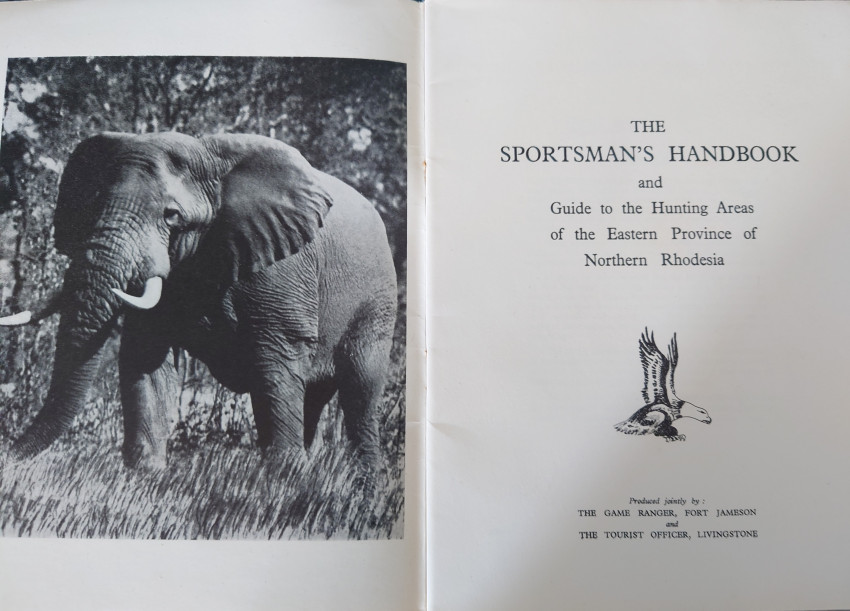 THE
SPORTSMAN'S HANDBOOK
and
Guide to the Hunting Areas
of the Eastern Province of
Northern Rhodesia
Produced jointly by :
THE GAME RANGER, FORT JAMESON
and
THE TOURIST OFFICER, LIVINGSTONE